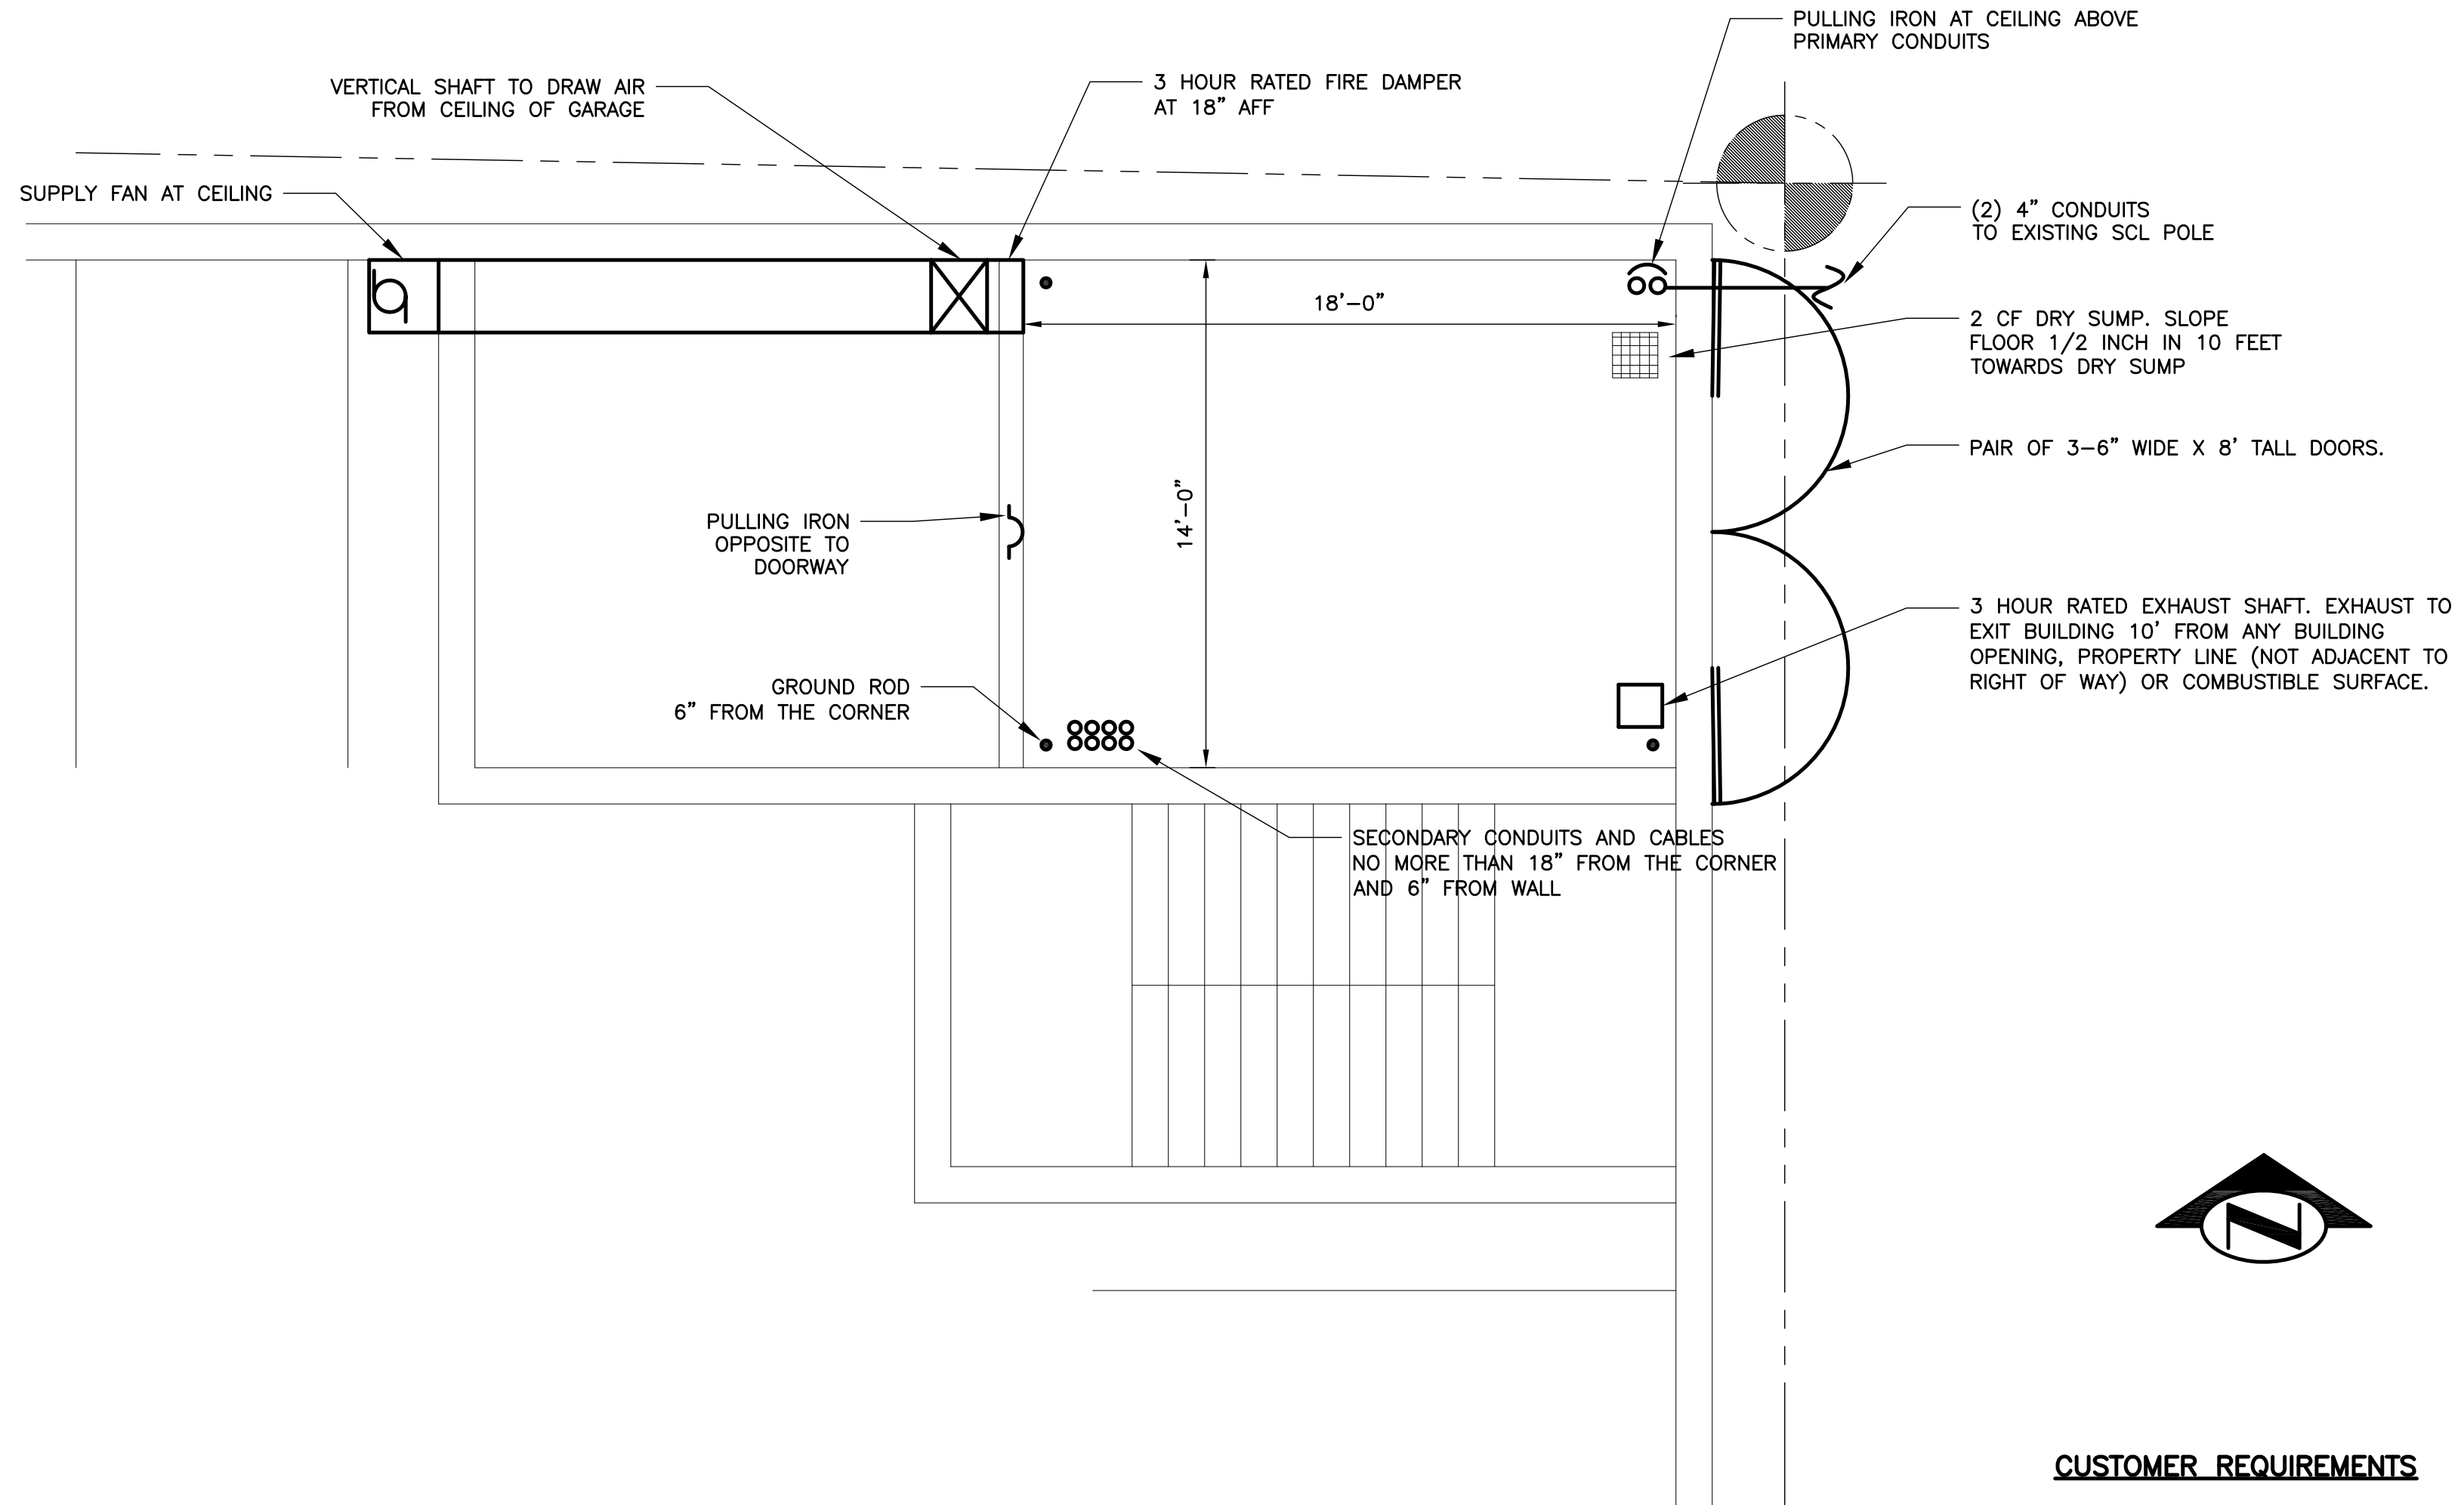 PULLING IRON AT CEILING ABOVE
PRIMARY CONDUITS
VERTICAL SHAFT TO DRAW AIR
FROM CEILING OF GARAGE
3 HOUR RATED FIRE DAMPER
AT 18" AFF
SUPPLY FAN AT CEILING
(2) 4" CONDUITS
TO EXISTING SCL POLE
18'-0"
2 CF DRY SUMP. SLOPE
FLOOR 1/2 INCH IN 10 FEET
TOWARDS DRY SUMP
PAIR OF 3-6" WIDE X 8' TALL DOORS.
14'-0"
PULLING IRON
OPPOSITE TO
DOORWAY
3 HOUR RATED EXHAUST SHAFT. EXHAUST TO
EXIT BUILDING 10' FROM ANY BUILDING
OPENING, PROPERTY LINE (NOT ADJACENT TO
RIGHT OF WAY) OR COMBUSTIBLE SURFACE.
GROUND ROD
6" FROM THE CORNER
SECONDARY CONDUITS AND CABLES
NO MORE THAN 18" FROM THE CORNER
AND 6" FROM WALL
N
CUSTOMER REQUIREMENTS